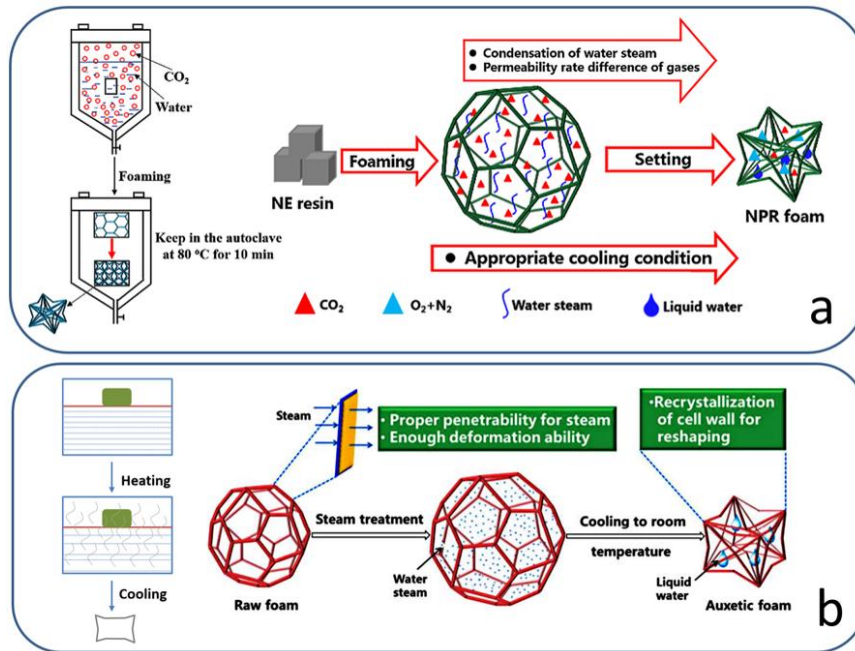 CO₂
Water
Foaming
Keep in the autoclave
at 80 °C for 10 min
NE resin
Foaming
• Condensation of water steam
• Permeability rate difference of gases
Setting
NPR foam
• Appropriate cooling condition
CO₂
O₂+N₂
Water steam
Liquid water
a
Heating
Cooling
Steam
• Proper penetrability for steam
• Enough deformation ability
•Recrystallization
of cell wall for
reshaping
Raw foam
Steam treatment
Water
steam
Cooling to room
temperature
Liquid
water
Auxetic foam
b